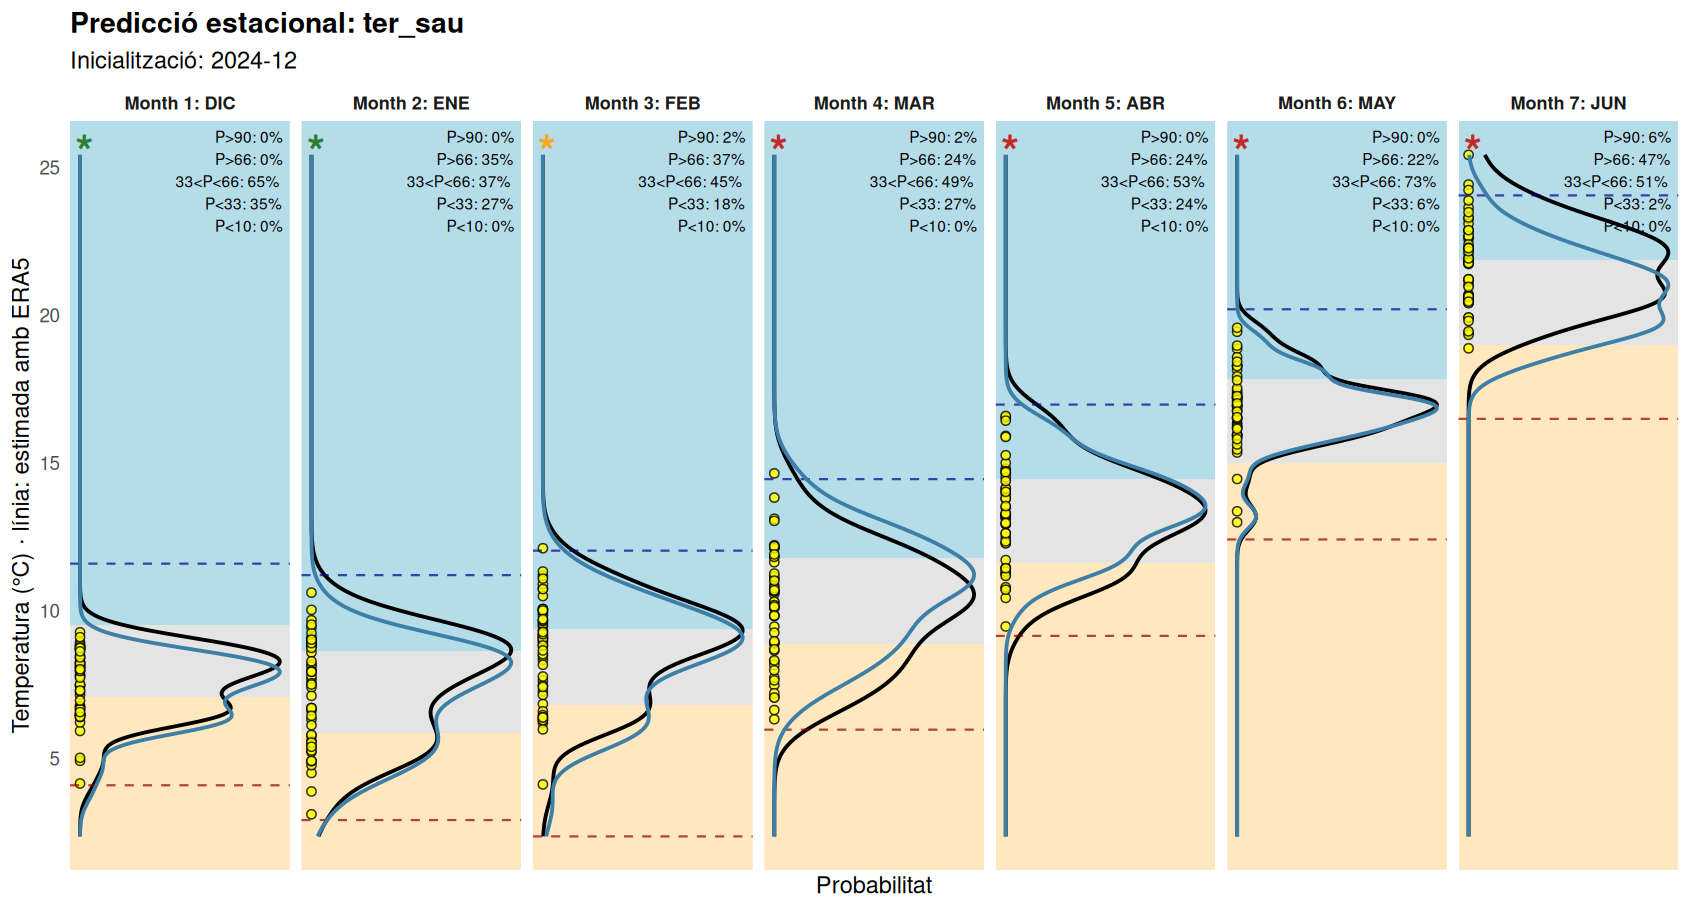 Predicció estacional: ter_sau
Inicialització: 2024-12
Month 1: DIC
Month 2: ENE
Month 3: FEB
Month 4: MAR
Month 5: ABR
Month 6: MAY
Month 7: JUN
*
P>90: 0%
P>66: 0%
33<P<66: 65%
P<33: 35%
P<10: 0%
*
P>90: 0%
P>66: 35%
33<P<66: 37%
P<33: 27%
P<10: 0%
*
P>90: 2%
P>66: 37%
33<P<66: 45%
P<33: 18%
P<10: 0%
*
P>90: 2%
P>66: 24%
33<P<66: 49%
P<33: 27%
P<10: 0%
*
P>90: 0%
P>66: 24%
33<P<66: 53%
P<33: 24%
P<10: 0%
*
P>90: 0%
P>66: 22%
33<P<66: 73%
P<33: 6%
P<10: 0%
*
P>90: 6%
P>66: 47%
33<P<66: 51%
P<33: 2%
P<10: 0%
25
20
15
10
5
Temperatura (°C) · línia: estimada amb ERA5
Probabilitat